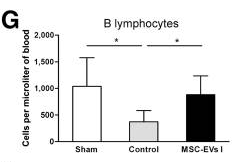 G
B lymphocytes
Cells per microliter of blood
2,000
* *
1,500
1,000
500
0
Sham Control MSC-EVs I